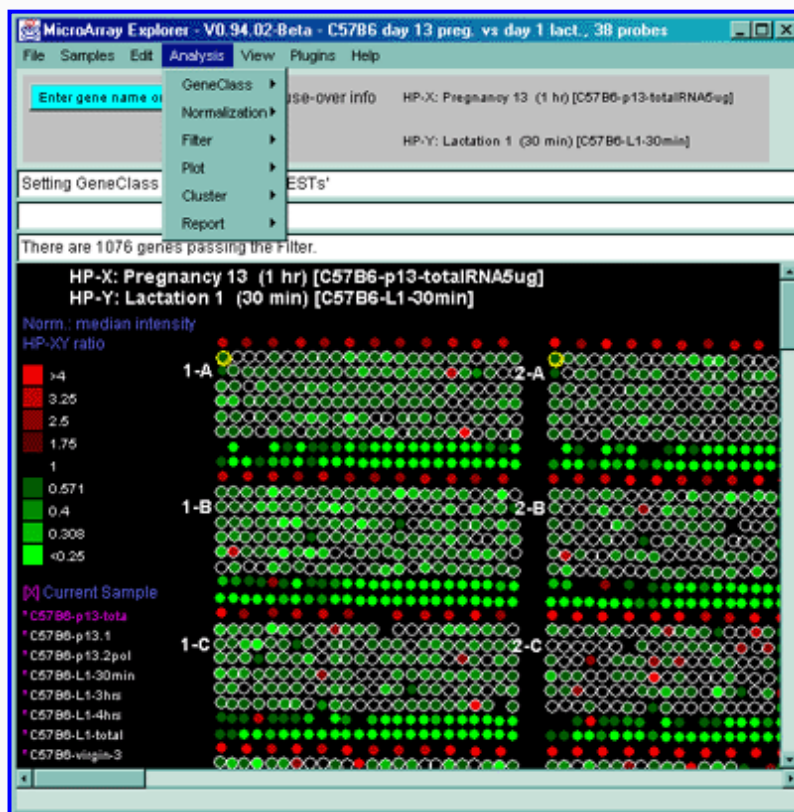 MicroArray Explorer - V0.94.02-Beta - C57B6 day 13 preg. vs day 1 lact., 38 probes
File Samples Edit Analysis View Plugins Help
Enter gene name or
use-over info
HP-X: Pregnancy 13 (1 hr) [C57B6-p13-totalRNA5ug]
HP-Y: Lactation 1 (30 min) [C57B6-L1-30min]
GeneClass
Normalization
Filter
Plot
Cluster
Report
Setting GeneClass ESTs'
There are 1076 genes passing the Filter.
HP-X: Pregnancy 13 (1 hr) [C57B6-p13-totalRNA5ug]
HP-Y: Lactation 1 (30 min) [C57B6-L1-30min]
Norm.: median intensity
HP-XY ratio
>4
3.25
2.5
1.75
1
0.571
0.4
0.308
<0.25
1-A 2-A
1-B 2-B
1-C 2-C
[X] Current Sample
*C57B6-p13-tota
*C57B6-p13.1
*C57B6-p13.2pol
*C57B6-L1-30min
*C57B6-L1-3hrs
*C57B6-L1-4hrs
*C57B6-L1-total
*C57B6-virgin-3